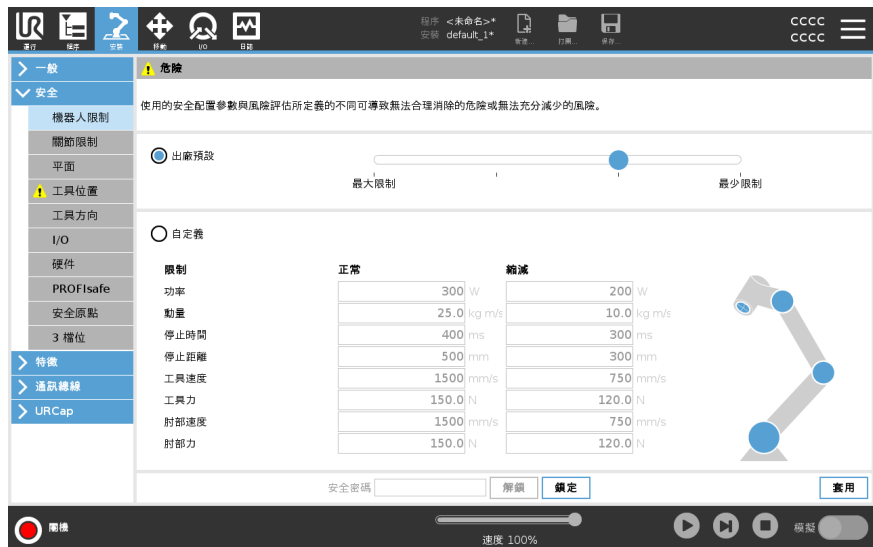 程序 <未命名>*
安裝 default_1*
cccc
cccc
運行 程序 安裝 移動 I/O 日誌
新建... 打開... 保存...
一般
安全
機器人限制
關節限制
平面
工具位置
工具方向
I/O
硬件
PROFIsafe
安全原點
3 檔位
特徵
通訊總線
URCap
危險
使用的安全配置參數與風險評估所定義的不同可導致無法合理消除的危險或無法充分減少的風險。
出廠預設
最大限制 最少限制
自定義
限制 正常 縮減
功率 300 W 200 W
動量 25.0 kg m/s 10.0 kg m/s
停止時間 400 ms 300 ms
停止距離 500 mm 300 mm
工具速度 1500 mm/s 750 mm/s
工具力 150.0 N 120.0 N
肘部速度 1500 mm/s 750 mm/s
肘部力 150.0 N 120.0 N
安全密碼 解鎖 鎖定 套用
關機
速度 100%
模擬